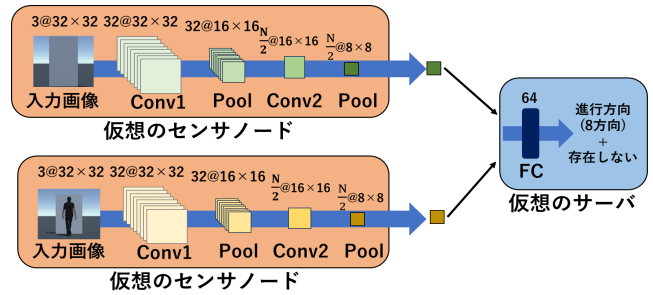 3@32×32 32@32×32 32@16×16 N/2@16×16 N/2@8×8
入力画像 Conv1 Pool Conv2 Pool
仮想のセンサノード
3@32×32 32@32×32 32@16×16 N/2@16×16 N/2@8×8
入力画像 Conv1 Pool Conv2 Pool
仮想のセンサノード
64
FC
進行方向
(8方向)
+
存在しない
仮想のサーバ